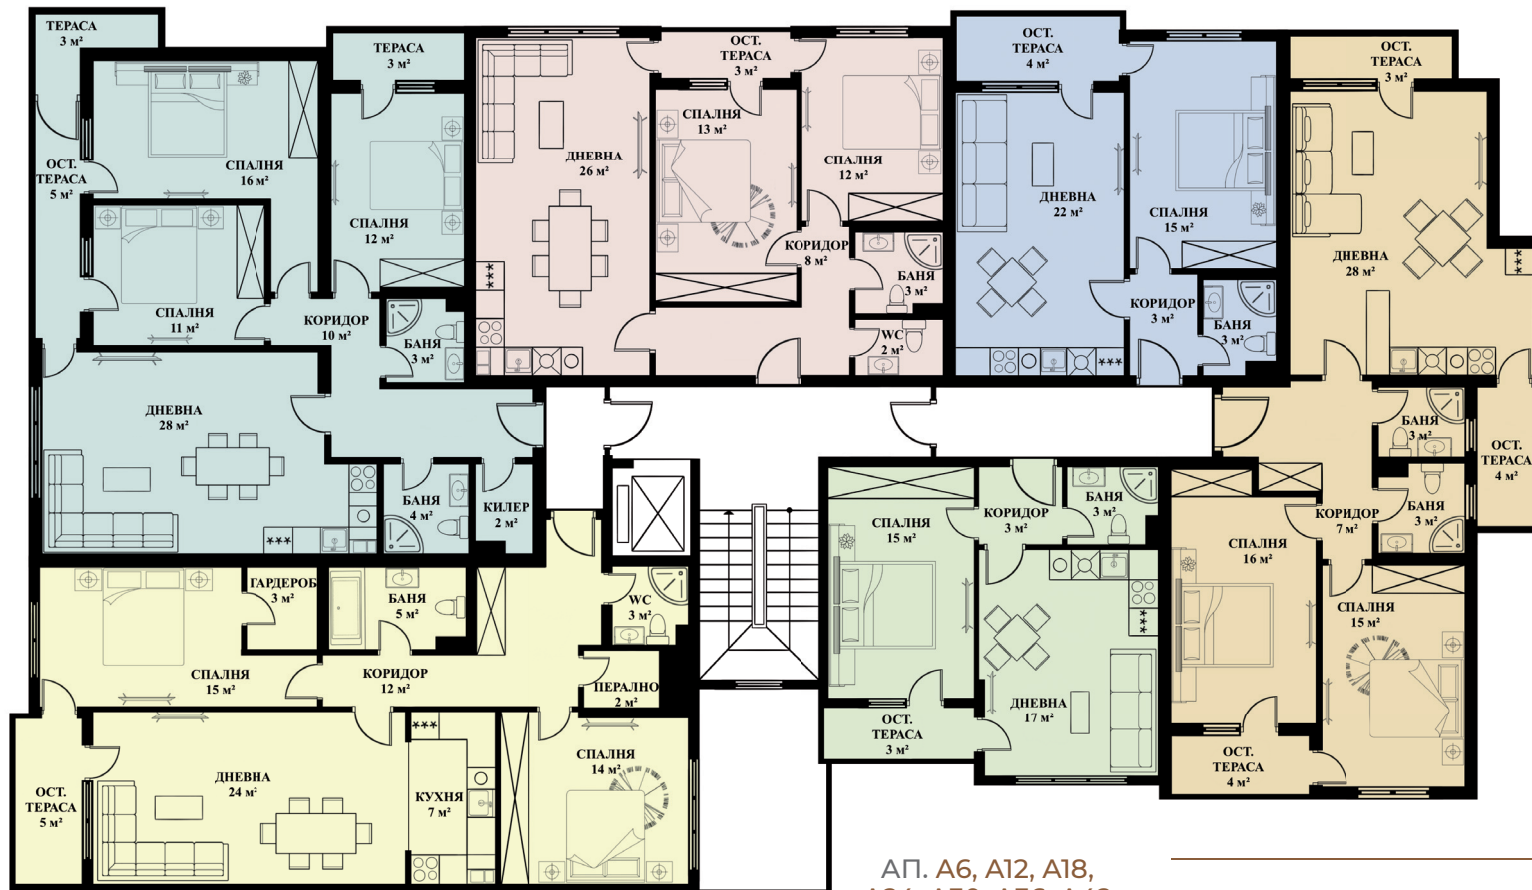 ТЕРАСА
3 м²
ОСТ.
ТЕРАСА
5 м²
СПАЛНЯ
16 м²
СПАЛНЯ
11 м²
ТЕРАСА
3 м²
СПАЛНЯ
12 м²
КОРИДОР
10 м²
БАНЯ
3 м²
ДНЕВНА
28 м²
БАНЯ
4 м²
КИЛЕР
2 м²
***
ДНЕВНА
26 м²
***
ОСТ.
ТЕРАСА
3 м²
СПАЛНЯ
13 м²
СПАЛНЯ
12 м²
КОРИДОР
8 м²
БАНЯ
3 м²
WC
2 м²
ОСТ.
ТЕРАСА
4 м²
ДНЕВНА
22 м²
СПАЛНЯ
15 м²
КОРИДОР
3 м²
БАНЯ
3 м²
***
ОСТ.
ТЕРАСА
3 м²
ДНЕВНА
28 м²
***
БАНЯ
3 м²
ОСТ.
ТЕРАСА
4 м²
БАНЯ
3 м²
КОРИДОР
7 м²
СПАЛНЯ
16 м²
СПАЛНЯ
15 м²
ОСТ.
ТЕРАСА
4 м²
СПАЛНЯ
15 м²
КОРИДОР
3 м²
БАНЯ
3 м²
***
ДНЕВНА
17 м²
ОСТ.
ТЕРАСА
3 м²
ГАРДЕРОБ
3 м²
СПАЛНЯ
15 м²
БАНЯ
5 м²
КОРИДОР
12 м²
WC
3 м²
ПЕРАЛНО
2 м²
ОСТ.
ТЕРАСА
5 м²
ДНЕВНА
24 м²
***
КУХНЯ
7 м²
СПАЛНЯ
14 м²
АП. А6, А12, А18,